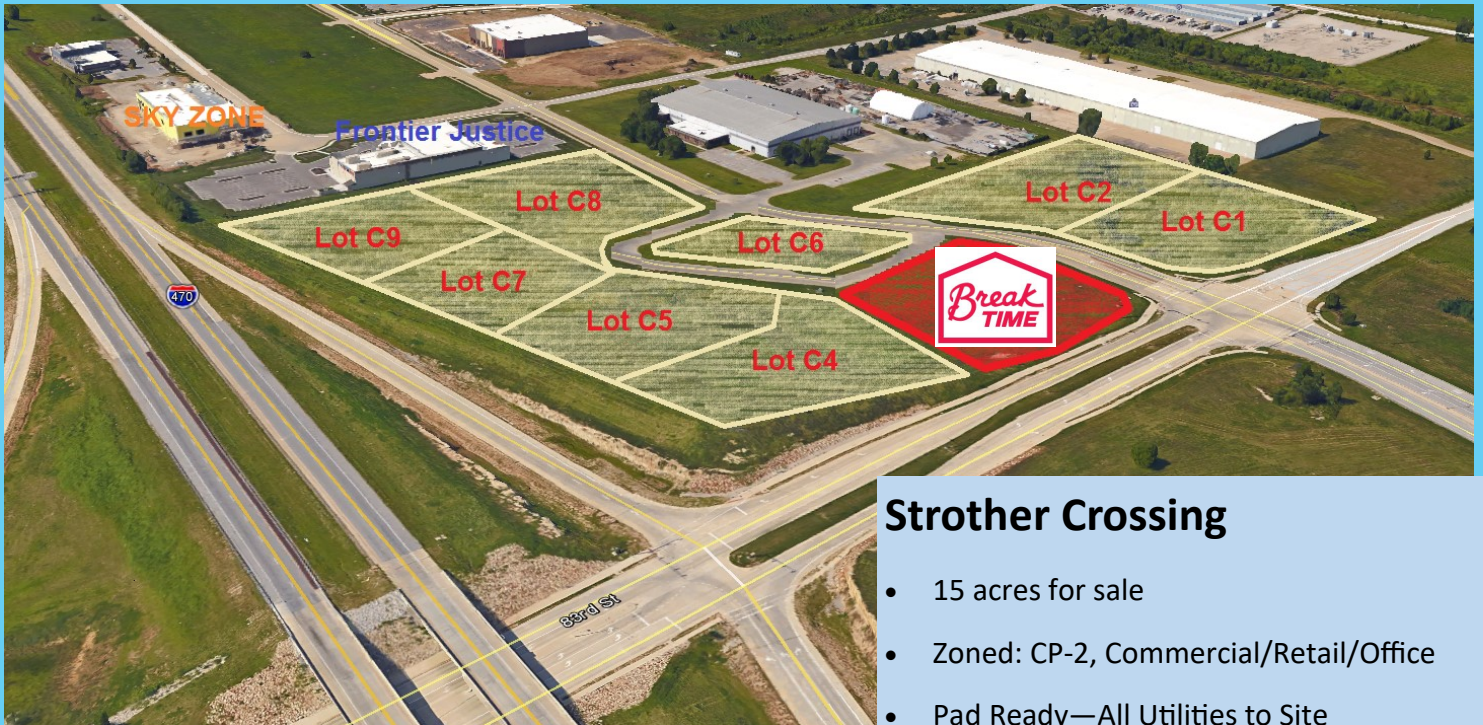 SKY ZONE
Frontier Justice
Lot C8
Lot C2
Lot C1
Lot C9
Lot C6
Lot C7
Break
TIME
470
Lot C5
Lot C4
83rd St
Strother Crossing
• 15 acres for sale
• Zoned: CP-2, Commercial/Retail/Office
• Pad Ready—All Utilities to Site